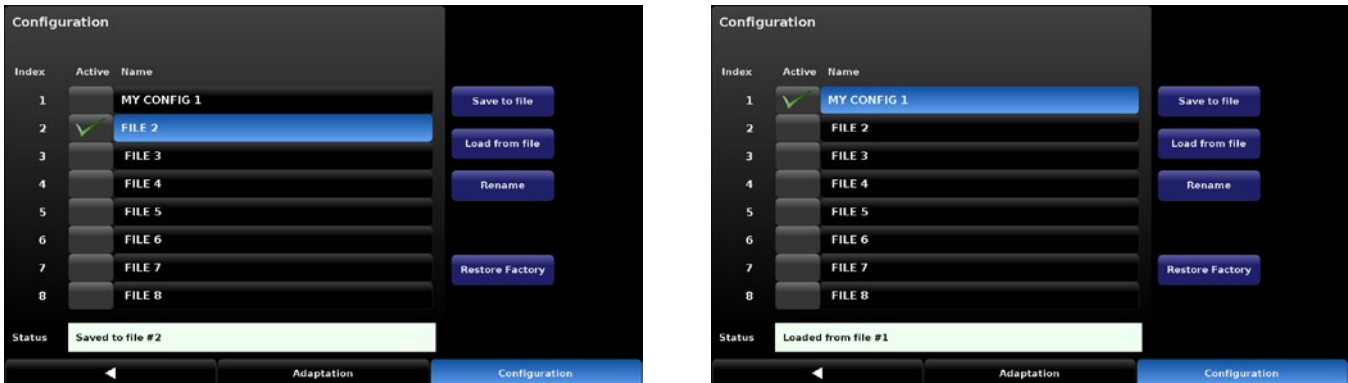 Configuration
Index Active Name
1 MY CONFIG 1 Save to file
2 FILE 2
Load from file
3 FILE 3
4 FILE 4 Rename
5 FILE 5
6 FILE 6
7 FILE 7 Restore Factory
8 FILE 8
Status Saved to file #2
Adaptation Configuration
Configuration
Index Active Name
1 MY CONFIG 1 Save to file
2 FILE 2
Load from file
3 FILE 3
4 FILE 4 Rename
5 FILE 5
6 FILE 6
7 FILE 7 Restore Factory
8 FILE 8
Status Loaded from file #1
Adaptation Configuration